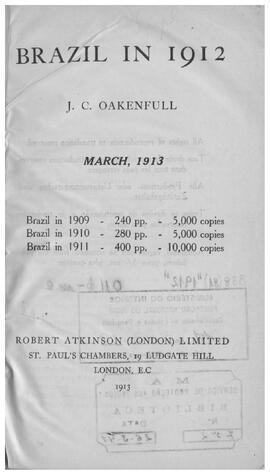 BRAZIL IN 1912
J. C. OAKENFULL
MARCH, 1913
Brazil in 1909 - 240 pp. - 5,000 copies
Brazil in 1910 - 280 pp. - 5,000 copies
Brazil in 1911 - 400 pp. - 10,000 copies
ROBERT ATKINSON (LONDON) LIMITED
ST. PAUL'S CHAMBERS, 19 LUDGATE HILL
LONDON, E.C
1913